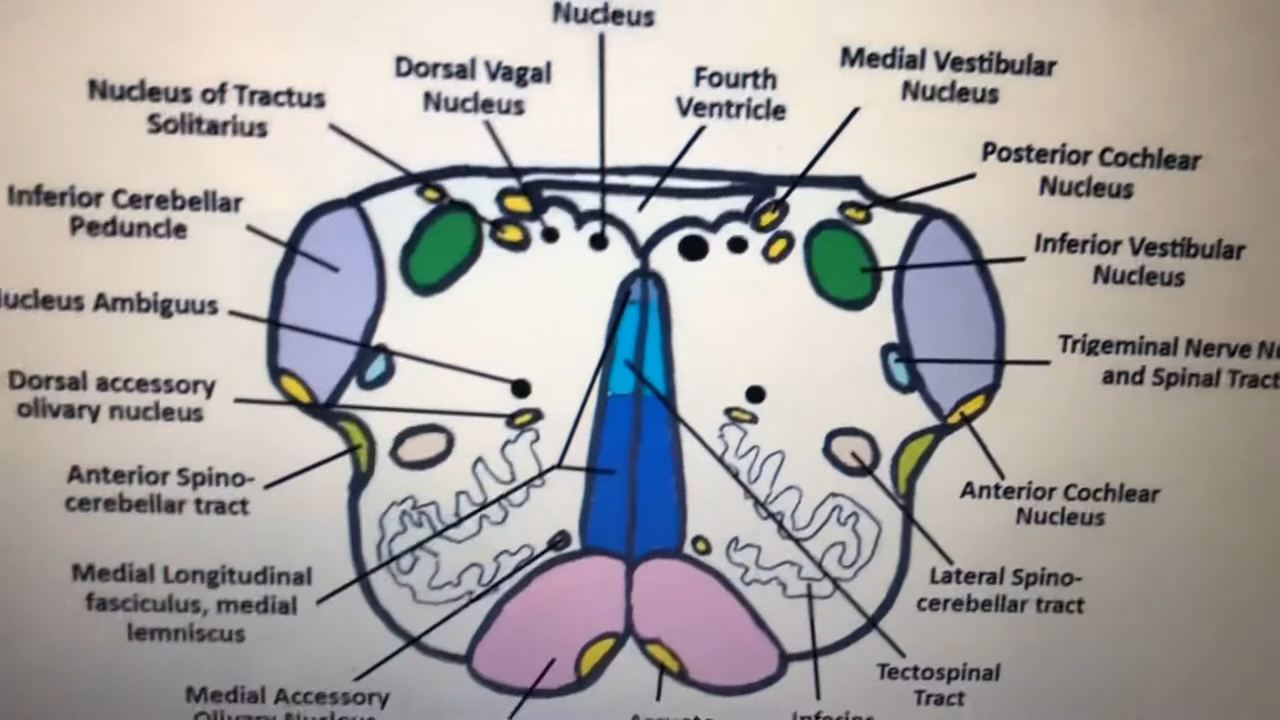 Nucleus
Dorsal Vagal
Nucleus
Fourth
Ventricle
Medial Vestibular
Nucleus
Nucleus of Tractus
Solitarius
Posterior Cochlear
Nucleus
Inferior Cerebellar
Peduncle
Inferior Vestibular
Nucleus
Ambiguus
Trigeminal Nerve
and Spinal Tract
Dorsal accessory
olivary nucleus
Anterior Spino-
cerebellar tract
Anterior Cochlear
Nucleus
Medial Longitudinal
fasciculus, medial
lemniscus
Lateral Spino-
cerebellar tract
Tectospinal
Tract
Medial Accessory
Olivary Nucleus